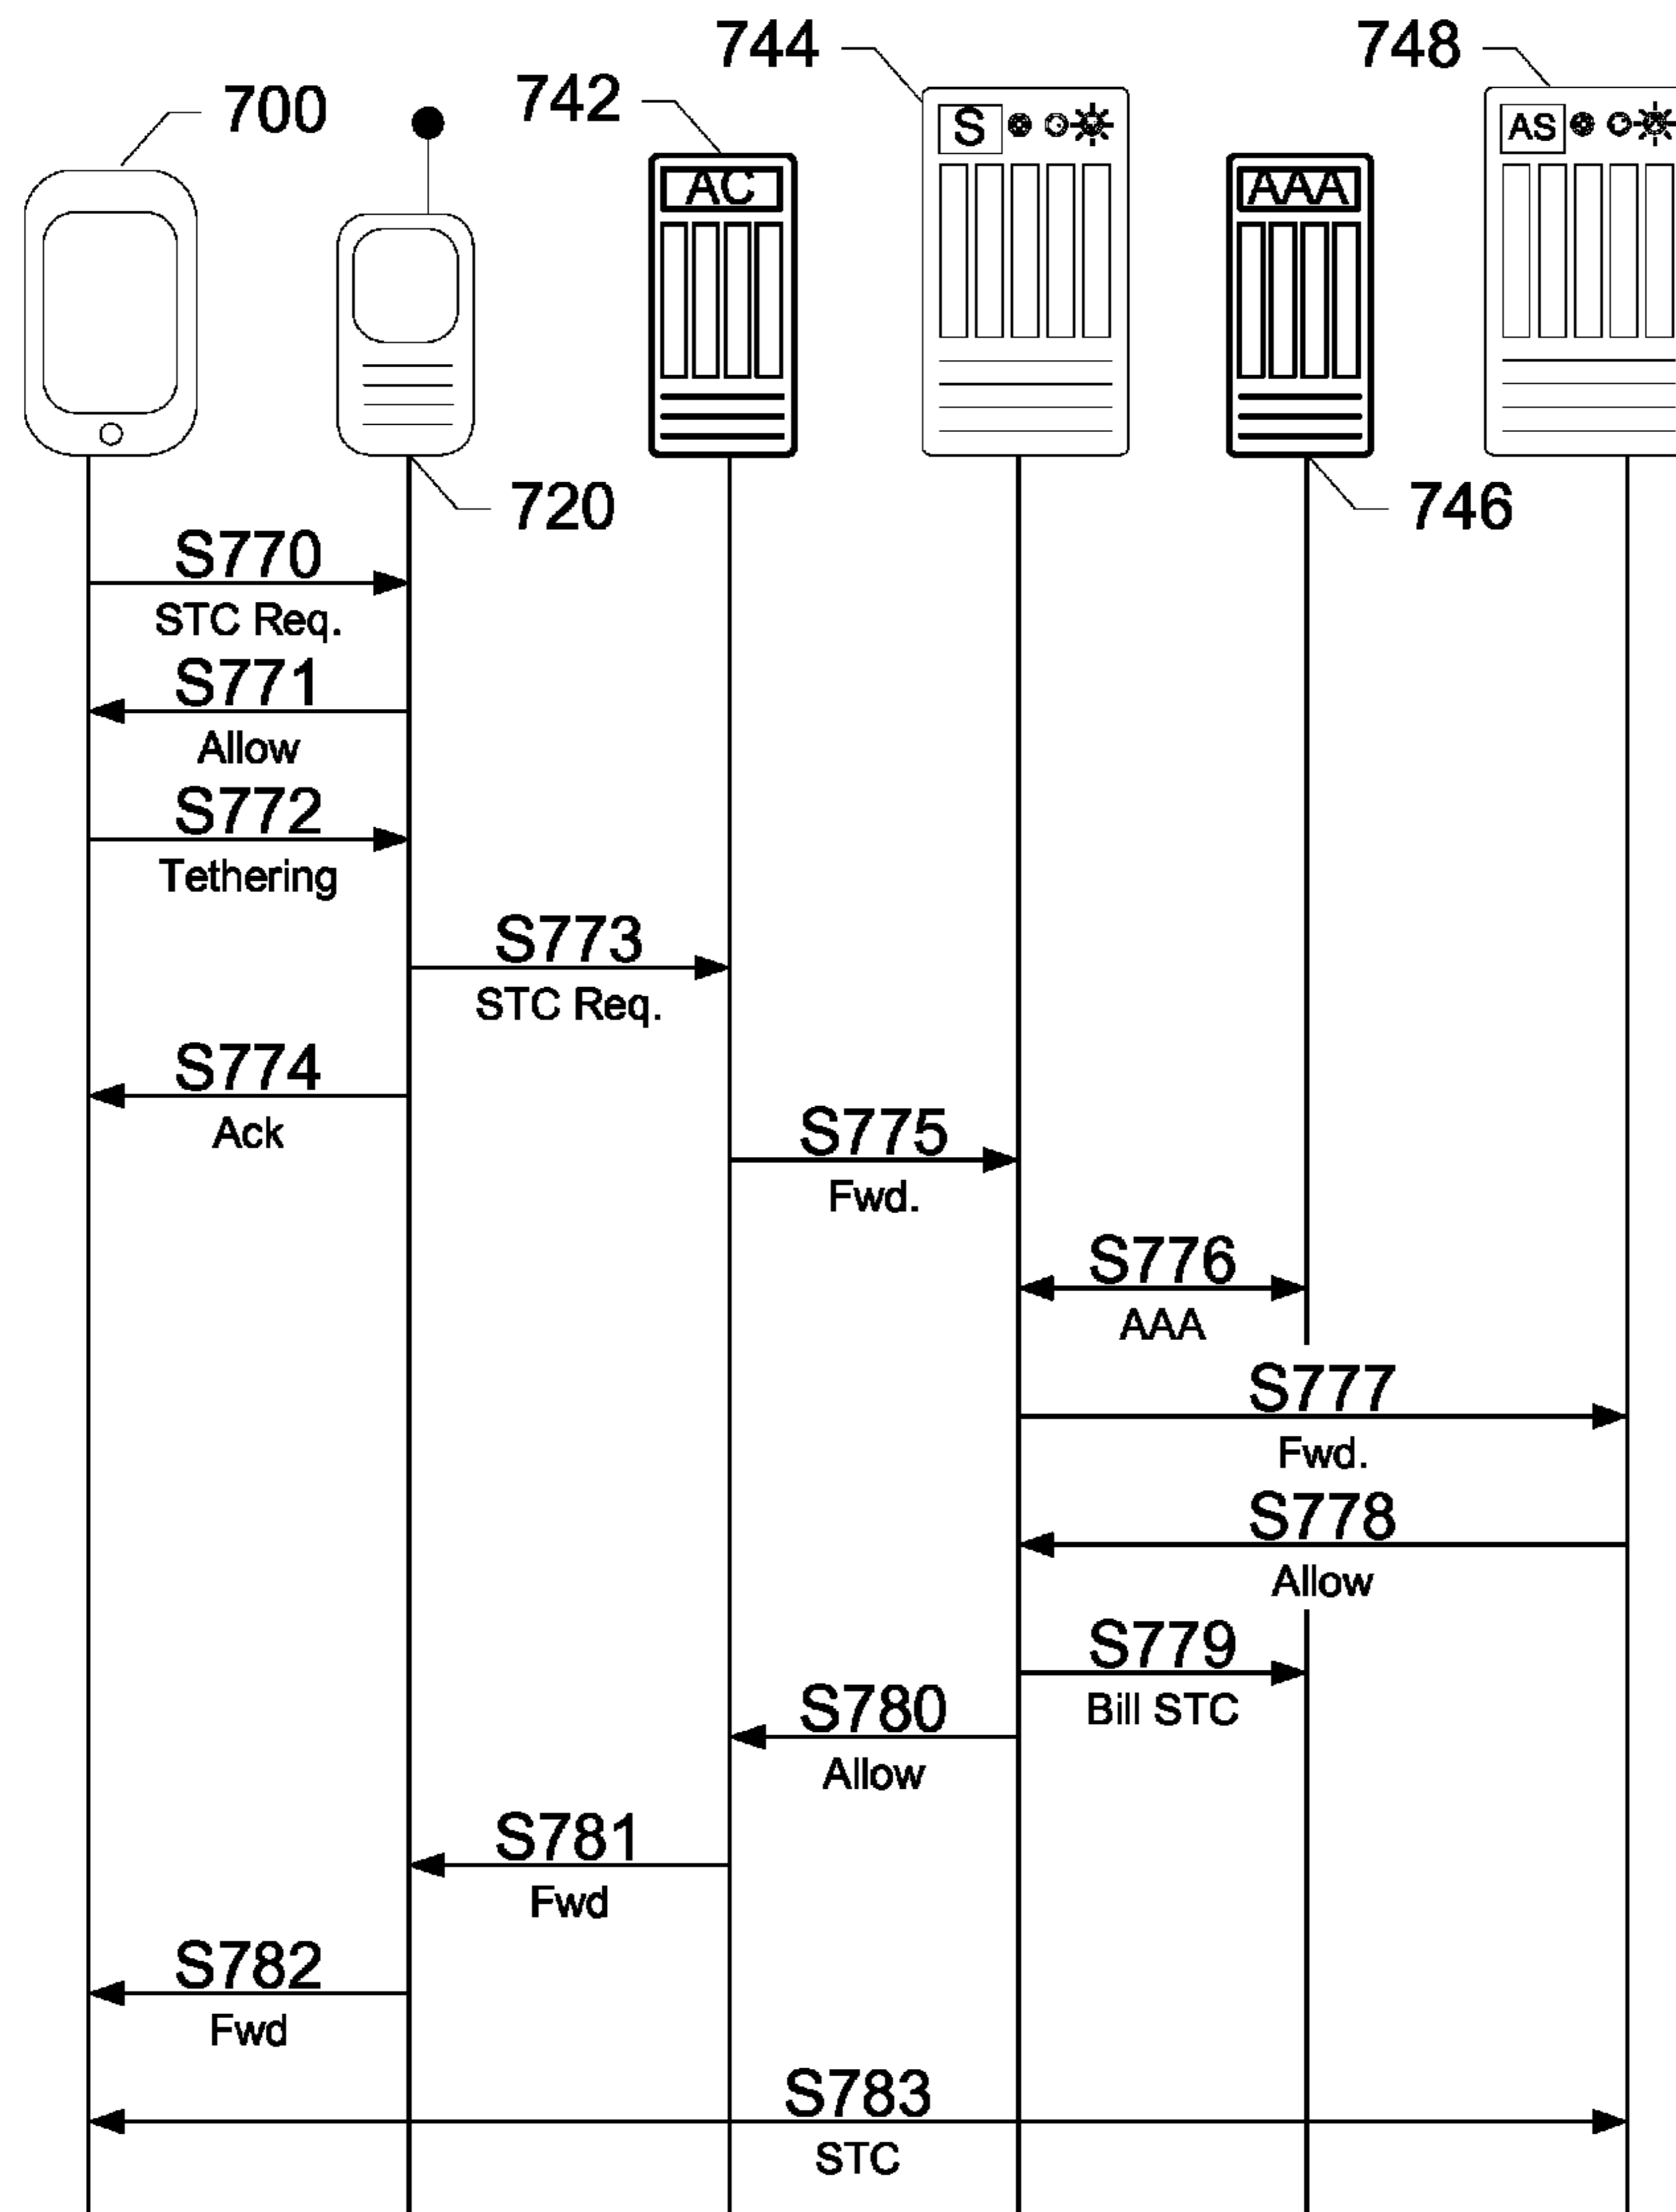 744
748
700
742
S
AS
AC
AAA
720
746
S770
STC Req.
S771
Allow
S772
Tethering
S773
STC Req.
S774
Ack
S775
Fwd.
S776
AAA
S777
Fwd.
S778
Allow
S779
Bill STC
S780
Allow
S781
Fwd
S782
Fwd
S783
STC